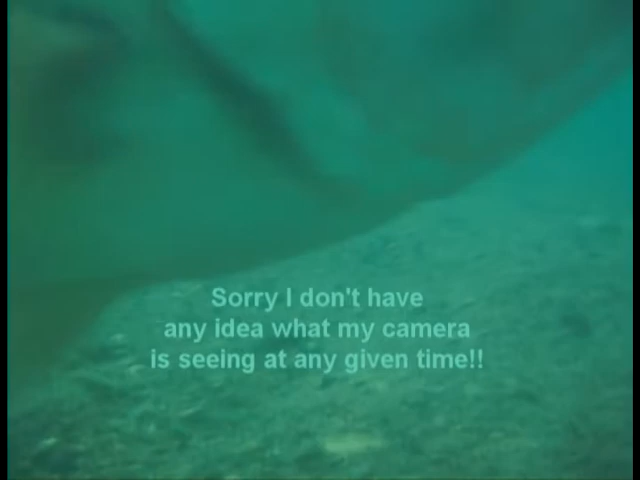 Sorry I don't have
any idea what my camera
is seeing at any given time!!